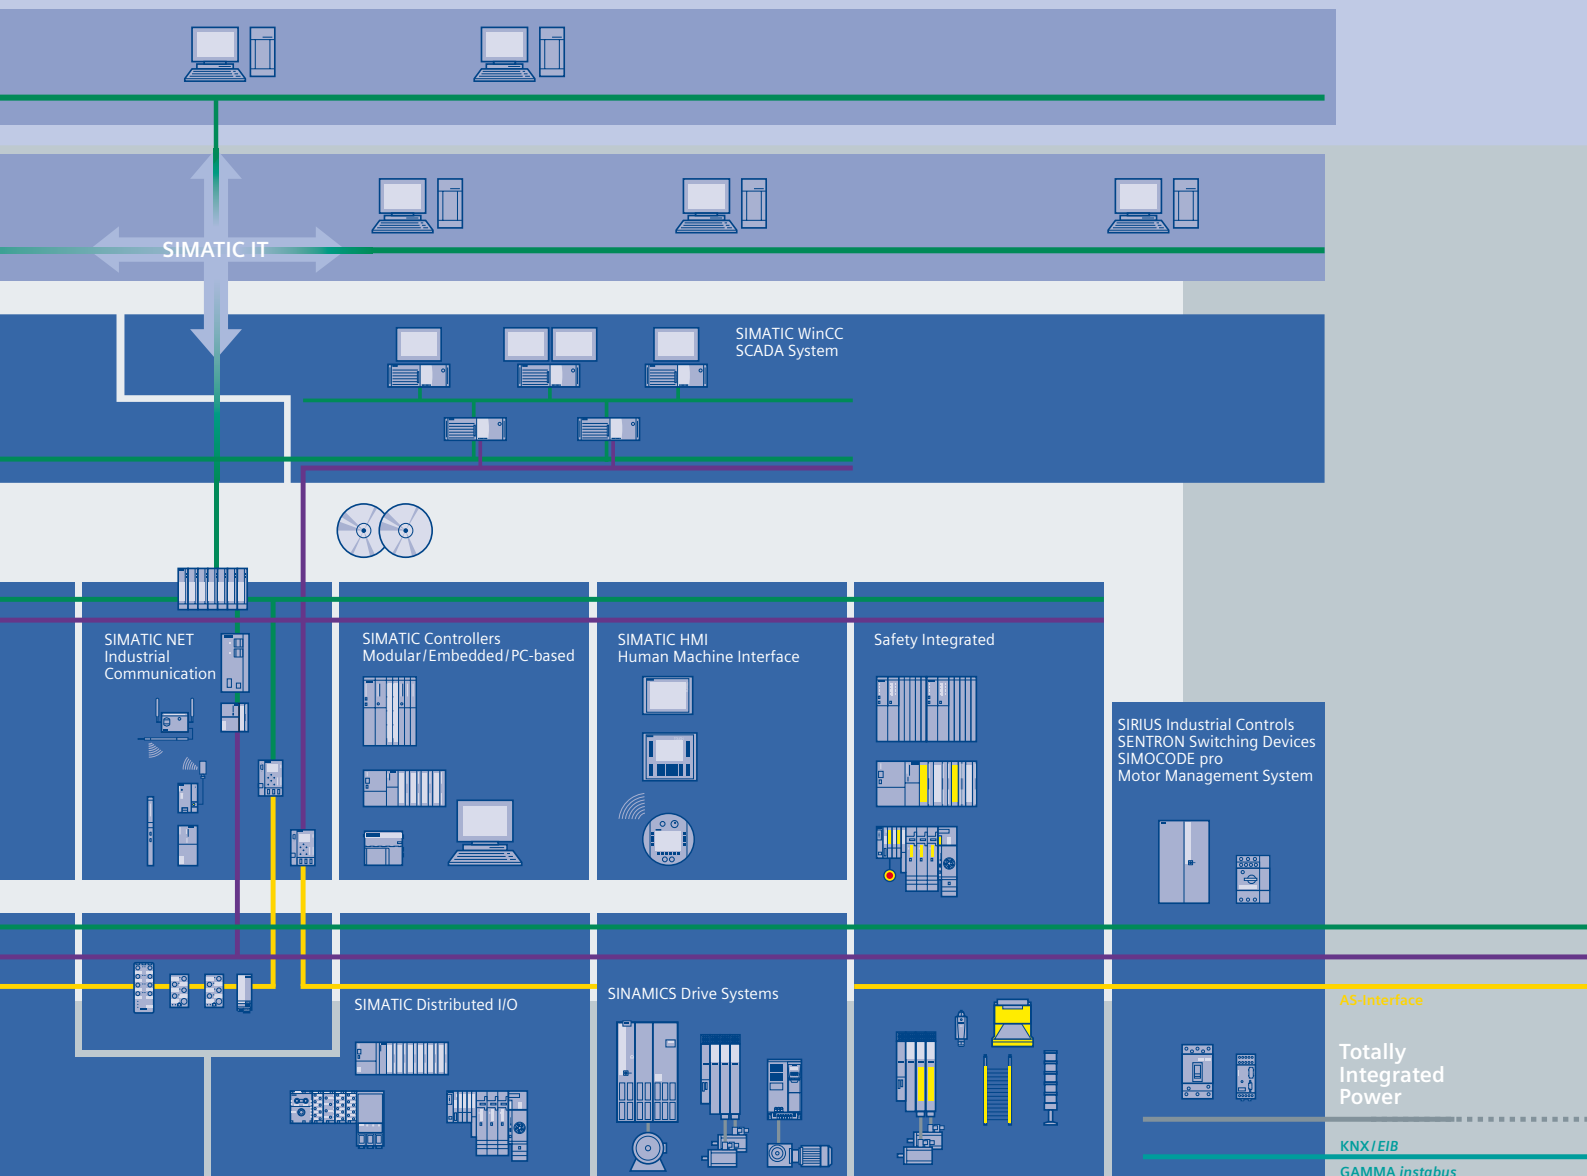 SIMATIC IT
SIMATIC WinCC
SCADA System
SIMATIC NET
Industrial
Communication
SIMATIC Controllers
Modular/Embedded/PC-based
SIMATIC HMI
Human Machine Interface
Safety Integrated
SIRIUS Industrial Controls
SENTRON Switching Devices
SIMOCODE pro
Motor Management System
SIMATIC Distributed I/O
SINAMICS Drive Systems
AS-Interface
Totally
Integrated
Power
KNX/EIB
GAMMA instabus